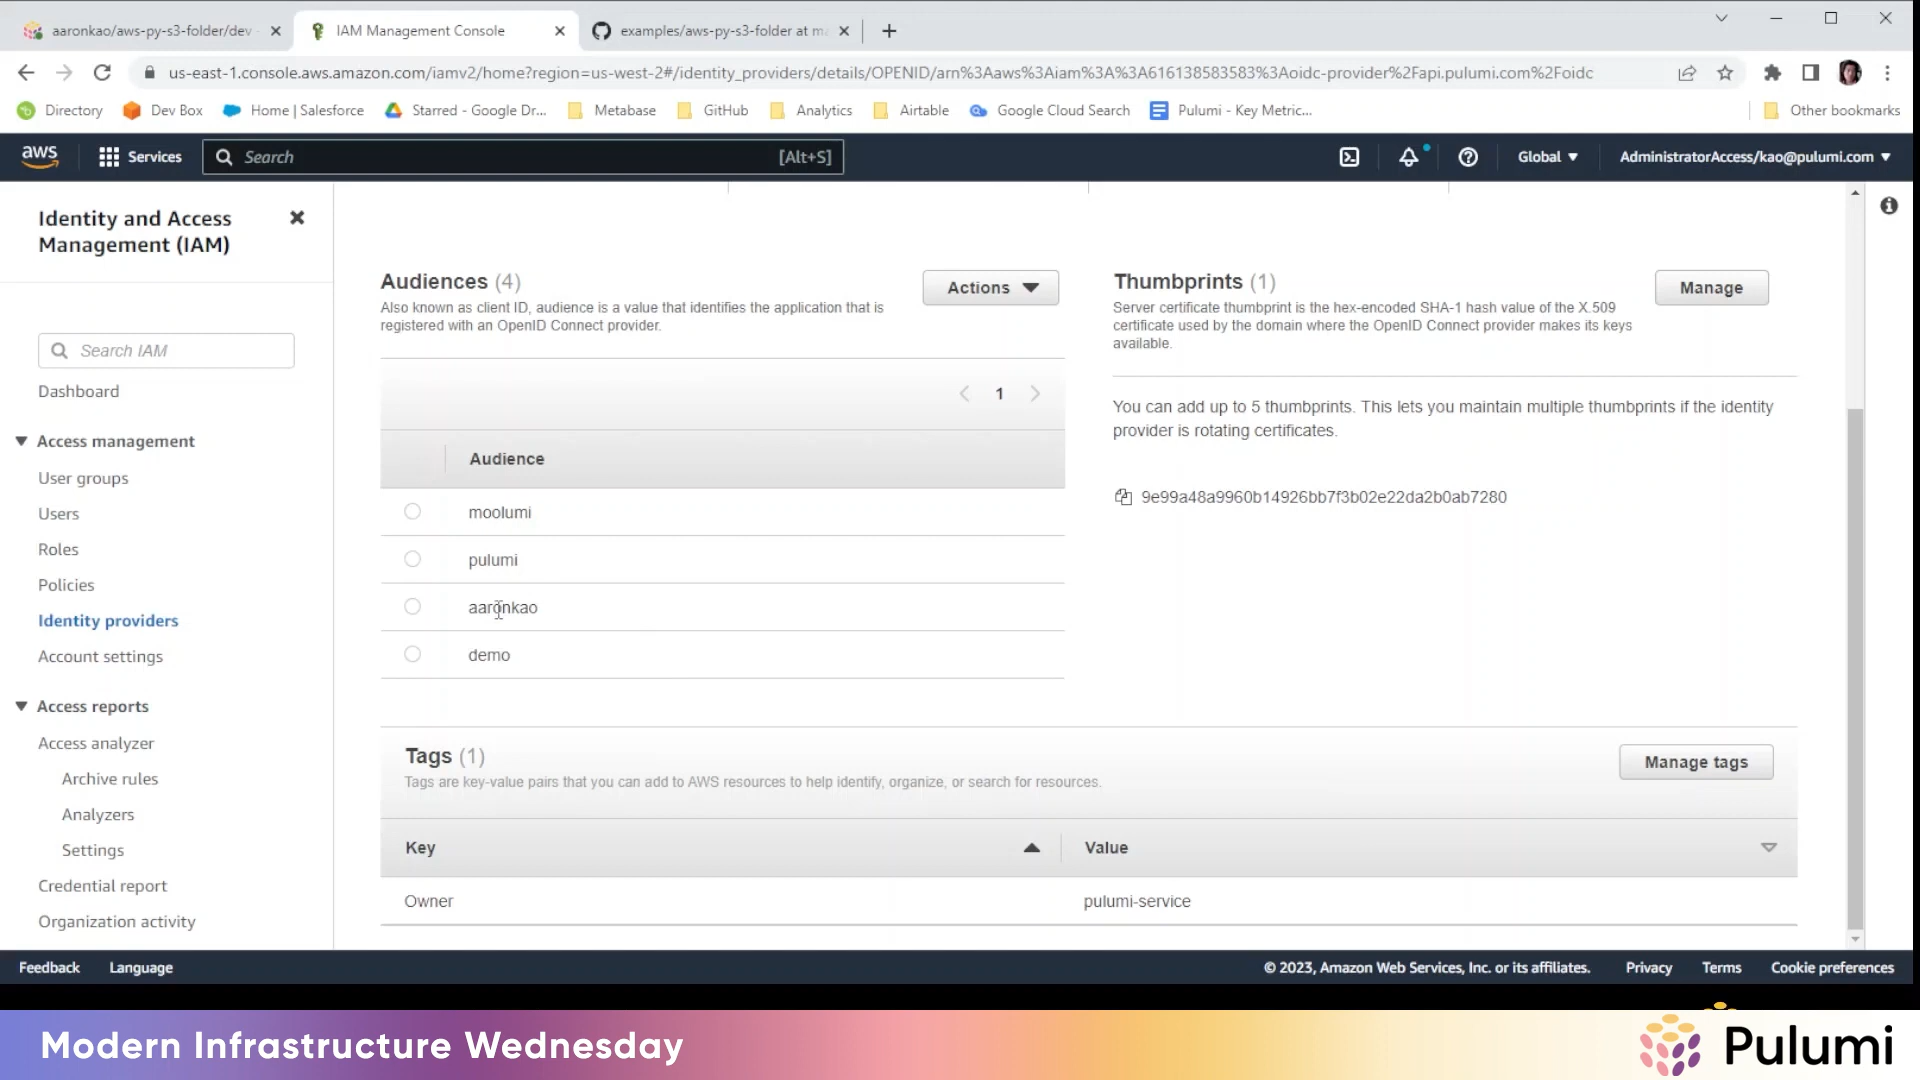 aaronkao/aws-py-s3-folder/dev
IAM Management Console
examples/aws-py-s3-folder at ma
us-east-1.console.aws.amazon.com/iamv2/home?region=us-west-2#/identity_providers/details/OPENID/arn%3Aaws%3Aiam%3A%3A616138583583%3Aoidc-provider%2Fapi.pulumi.com%2Foidc
Directory
Dev Box
Home | Salesforce
Starred - Google Dr...
Metabase
GitHub
Analytics
Airtable
Google Cloud Search
Pulumi - Key Metric...
Other bookmarks
aws
Services
Search
[Alt+S]
Global
AdministratorAccess/kao@pulumi.com
Identity and Access
Management (IAM)
Search IAM
Dashboard
Access management
User groups
Users
Roles
Policies
Identity providers
Account settings
Access reports
Access analyzer
Archive rules
Analyzers
Settings
Credential report
Organization activity
Audiences (4)
Actions
Also known as client ID, audience is a value that identifies the application that is
registered with an OpenID Connect provider.
1
Audience
moolumi
pulumi
aaronkao
demo
Thumbprints (1)
Manage
Server certificate thumbprint is the hex-encoded SHA-1 hash value of the X.509
certificate used by the domain where the OpenID Connect provider makes its keys
available.
You can add up to 5 thumbprints. This lets you maintain multiple thumbprints if the identity
provider is rotating certificates.
9e99a48a9960b14926bb7f3b02e22da2b0ab7280
Tags (1)
Manage tags
Tags are key-value pairs that you can add to AWS resources to help identify, organize, or search for resources.
Key
Value
Owner
pulumi-service
Feedback
Language
© 2023, Amazon Web Services, Inc. or its affiliates.
Privacy
Terms
Cookie preferences
Modern Infrastructure Wednesday
Pulumi